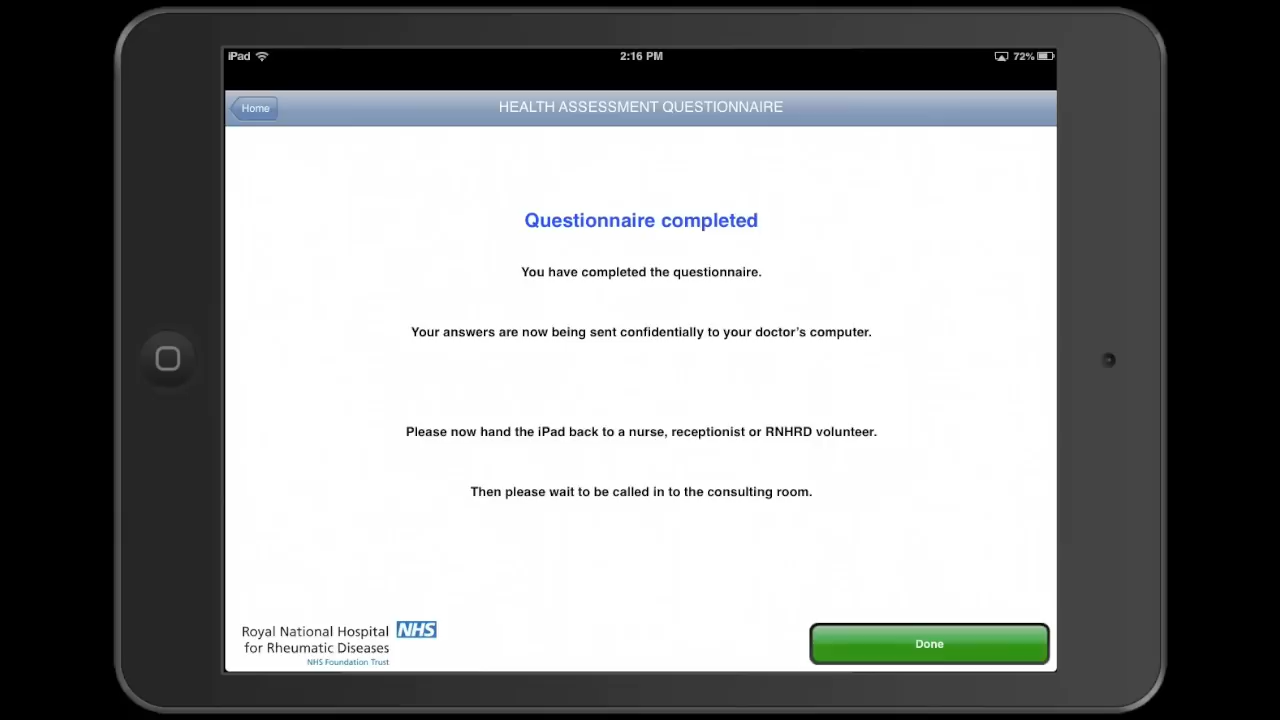 iPad 2:16 PM 72%
Home HEALTH ASSESSMENT QUESTIONNAIRE
Questionnaire completed
You have completed the questionnaire.
Your answers are now being sent confidentially to your doctor's computer.
Please now hand the iPad back to a nurse, receptionist or RNHRD volunteer.
Then please wait to be called in to the consulting room.
Royal National Hospital NHS
for Rheumatic Diseases
NHS Foundation Trust
Done